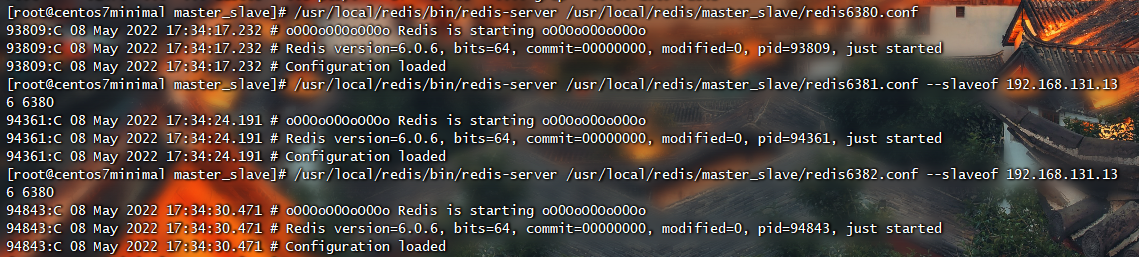 [root@centos7minimal master_slave]# /usr/local/redis/bin/redis-server /usr/local/redis/master_slave/redis6380.conf
93809:C 08 May 2022 17:34:17.232 # oO0OoO0OoO0Oo Redis is starting oO0OoO0OoO0Oo
93809:C 08 May 2022 17:34:17.232 # Redis version=6.0.6, bits=64, commit=00000000, modified=0, pid=93809, just started
93809:C 08 May 2022 17:34:17.232 # Configuration loaded
[root@centos7minimal master_slave]# /usr/local/redis/bin/redis-server /usr/local/redis/master_slave/redis6381.conf --slaveof 192.168.131.13
6 6380
94361:C 08 May 2022 17:34:24.191 # oO0OoO0OoO0Oo Redis is starting oO0OoO0OoO0Oo
94361:C 08 May 2022 17:34:24.191 # Redis version=6.0.6, bits=64, commit=00000000, modified=0, pid=94361, just started
94361:C 08 May 2022 17:34:24.191 # Configuration loaded
[root@centos7minimal master_slave]# /usr/local/redis/bin/redis-server /usr/local/redis/master_slave/redis6382.conf --slaveof 192.168.131.13
6 6380
94843:C 08 May 2022 17:34:30.471 # oO0OoO0OoO0Oo Redis is starting oO0OoO0OoO0Oo
94843:C 08 May 2022 17:34:30.471 # Redis version=6.0.6, bits=64, commit=00000000, modified=0, pid=94843, just started
94843:C 08 May 2022 17:34:30.471 # Configuration loaded